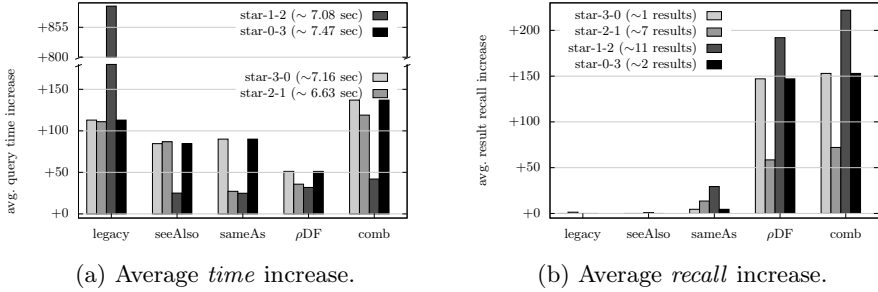 +855
+800
+150
+100
+50
+0
avg. query time increase
star-1-2 (∼ 7.08 sec)
star-0-3 (∼ 7.47 sec)
star-3-0 (∼7.16 sec)
star-2-1 (∼ 6.63 sec)
legacy seeAlso sameAs ρDF comb
(a) Average time increase.
+200
+150
+100
+50
+0
avg. result recall increase
star-3-0 (∼1 results)
star-2-1 (∼7 results)
star-1-2 (∼11 results)
star-0-3 (∼2 results)
legacy seeAlso sameAs ρDF comb
(b) Average recall increase.